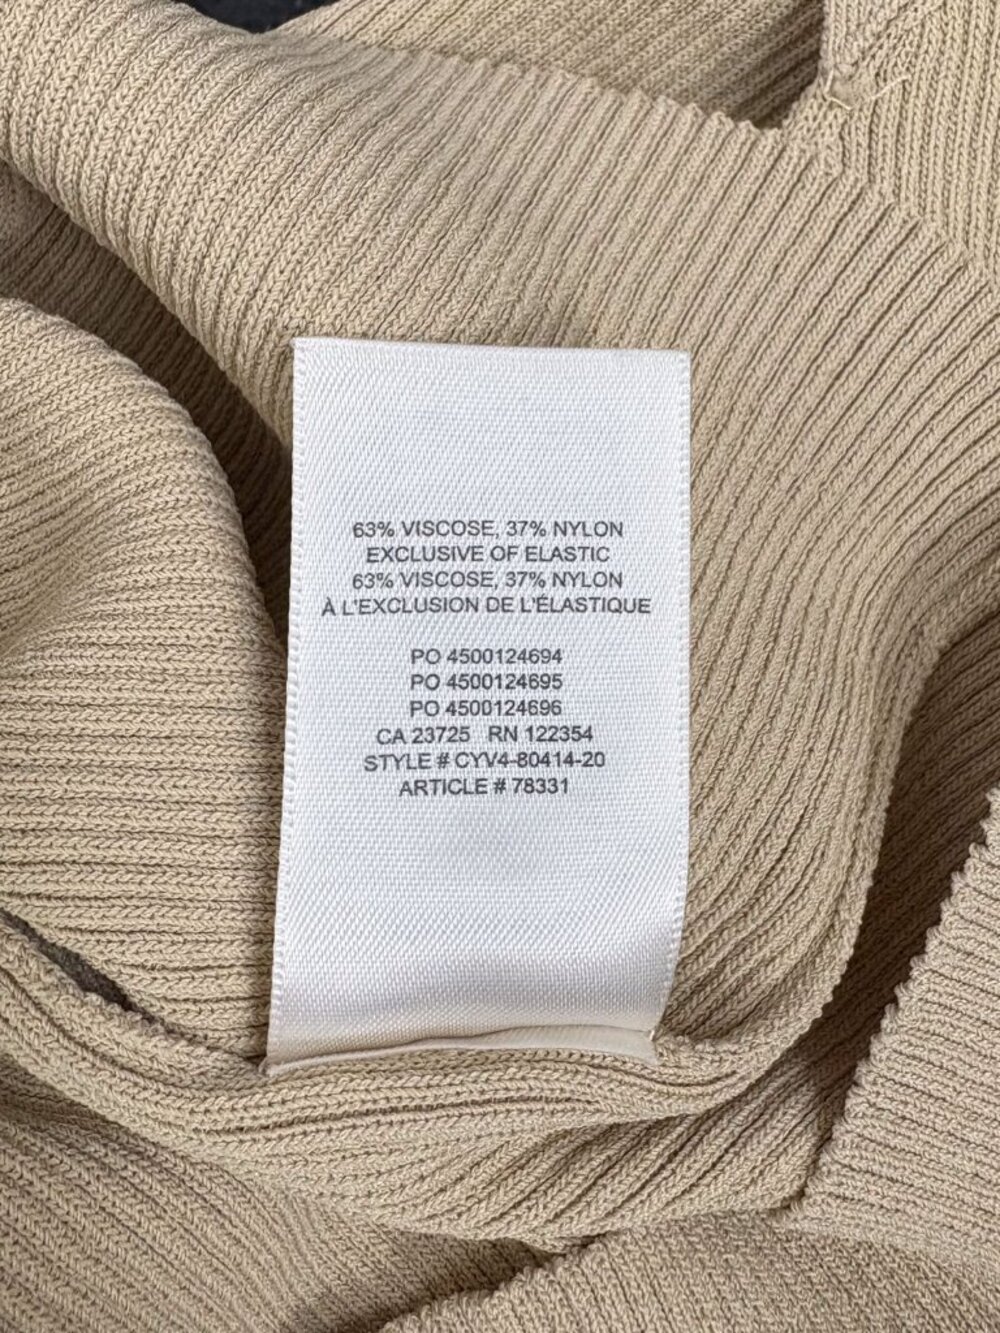 63% VISCOSE, 37% NYLON
EXCLUSIVE OF ELASTIC
63% VISCOSE, 37% NYLON
À L'EXCLUSION DE L'ÉLASTIQUE
PO 4500124694
PO 4500124695
PO 4500124696
CA 23725 RN 122354
STYLE # CYV4-80414-20
ARTICLE # 78331